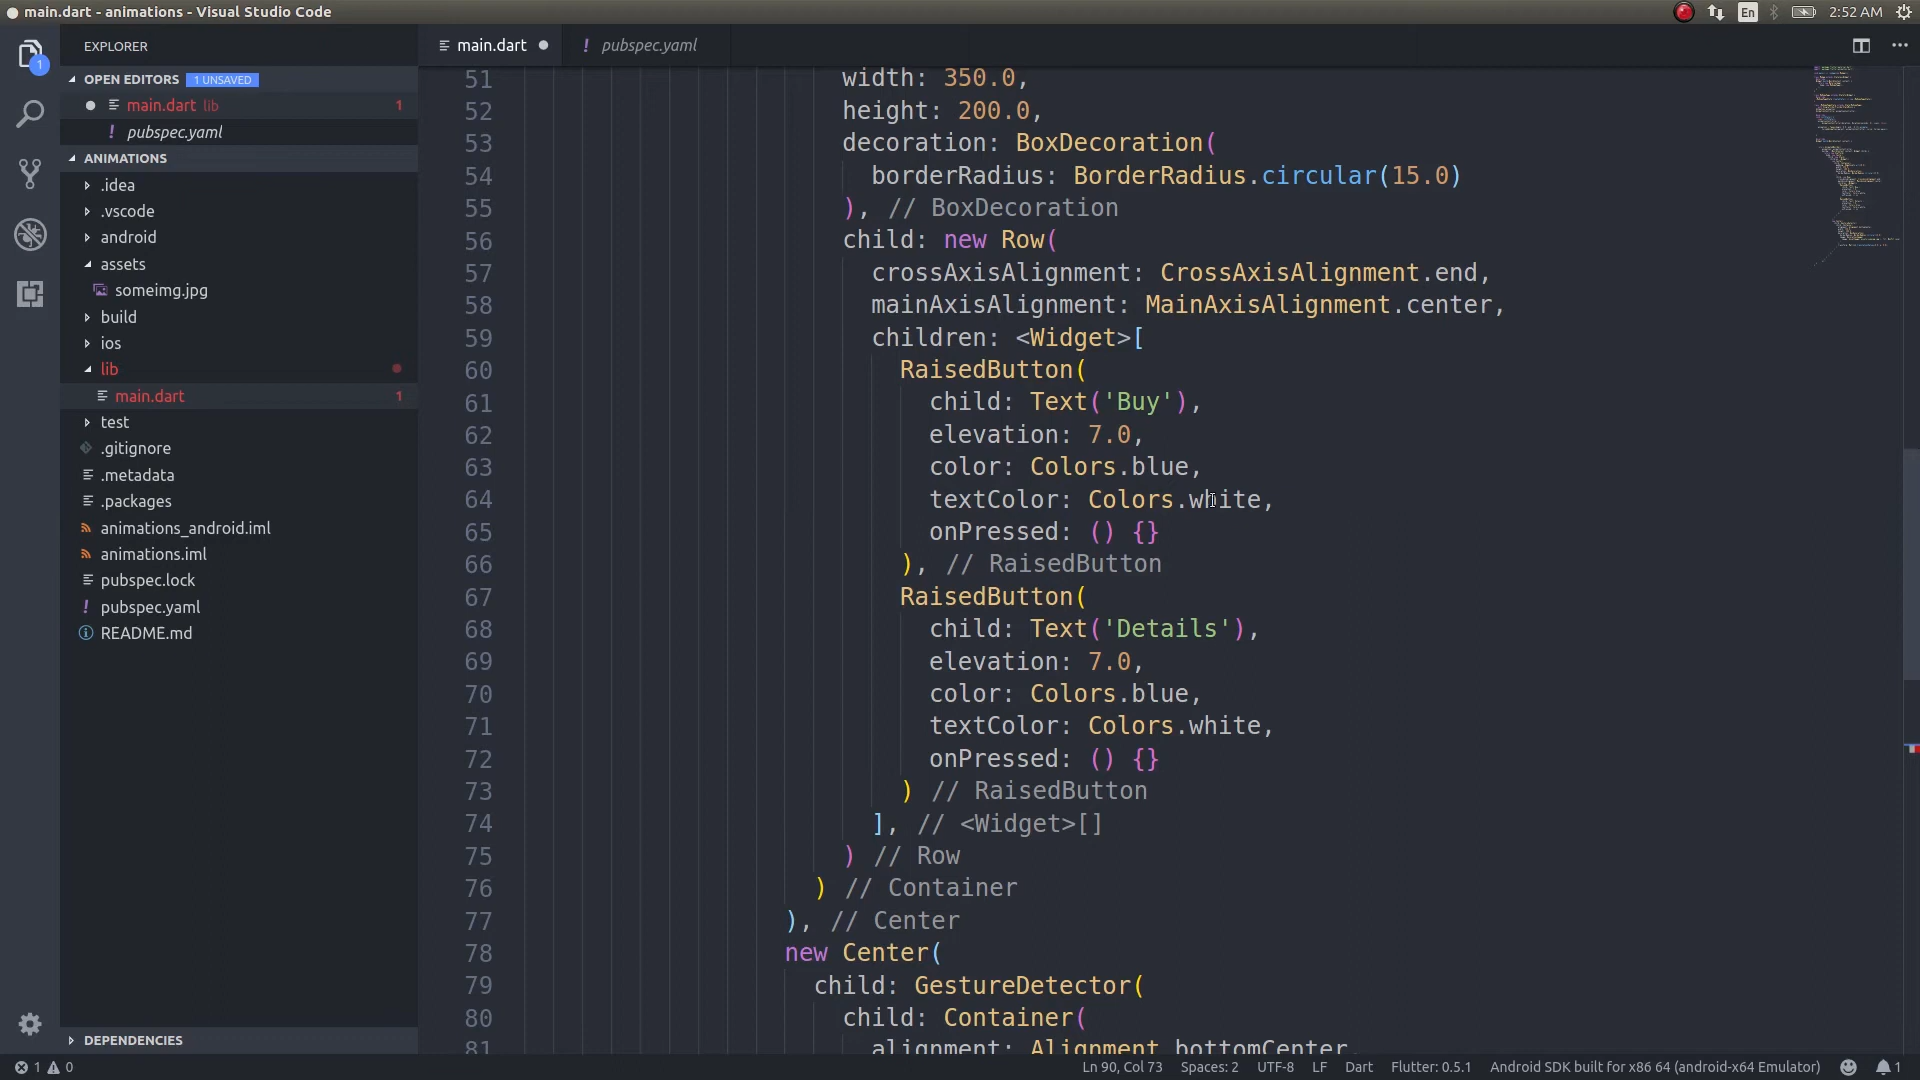 main.dart - animations - Visual Studio Code
En
2:52 AM
EXPLORER
OPEN EDITORS 1 UNSAVED
main.dart lib 1
! pubspec.yaml
ANIMATIONS
.idea
.vscode
android
assets
someimg.jpg
build
ios
lib
main.dart 1
test
.gitignore
.metadata
.packages
animations_android.iml
animations.iml
pubspec.lock
! pubspec.yaml
README.md
DEPENDENCIES
1
main.dart
! pubspec.yaml
51 width: 350.0,
52 height: 200.0,
53 decoration: BoxDecoration(
54 borderRadius: BorderRadius.circular(15.0)
55 ), // BoxDecoration
56 child: new Row(
57 crossAxisAlignment: CrossAxisAlignment.end,
58 mainAxisAlignment: MainAxisAlignment.center,
59 children: <Widget>[
60 RaisedButton(
61 child: Text('Buy'),
62 elevation: 7.0,
63 color: Colors.blue,
64 textColor: Colors.white,
65 onPressed: () {}
66 ), // RaisedButton
67 RaisedButton(
68 child: Text('Details'),
69 elevation: 7.0,
70 color: Colors.blue,
71 textColor: Colors.white,
72 onPressed: () {}
73 ) // RaisedButton
74 ], // <Widget>[]
75 ) // Row
76 ) // Container
77 ), // Center
78 new Center(
79 child: GestureDetector(
80 child: Container(
81 alignment: Alignment.bottomCenter,
1 0
Ln 90, Col 73
Spaces: 2
UTF-8
LF
Dart
Flutter: 0.5.1
Android SDK built for x86 64 (android-x64 Emulator)
1